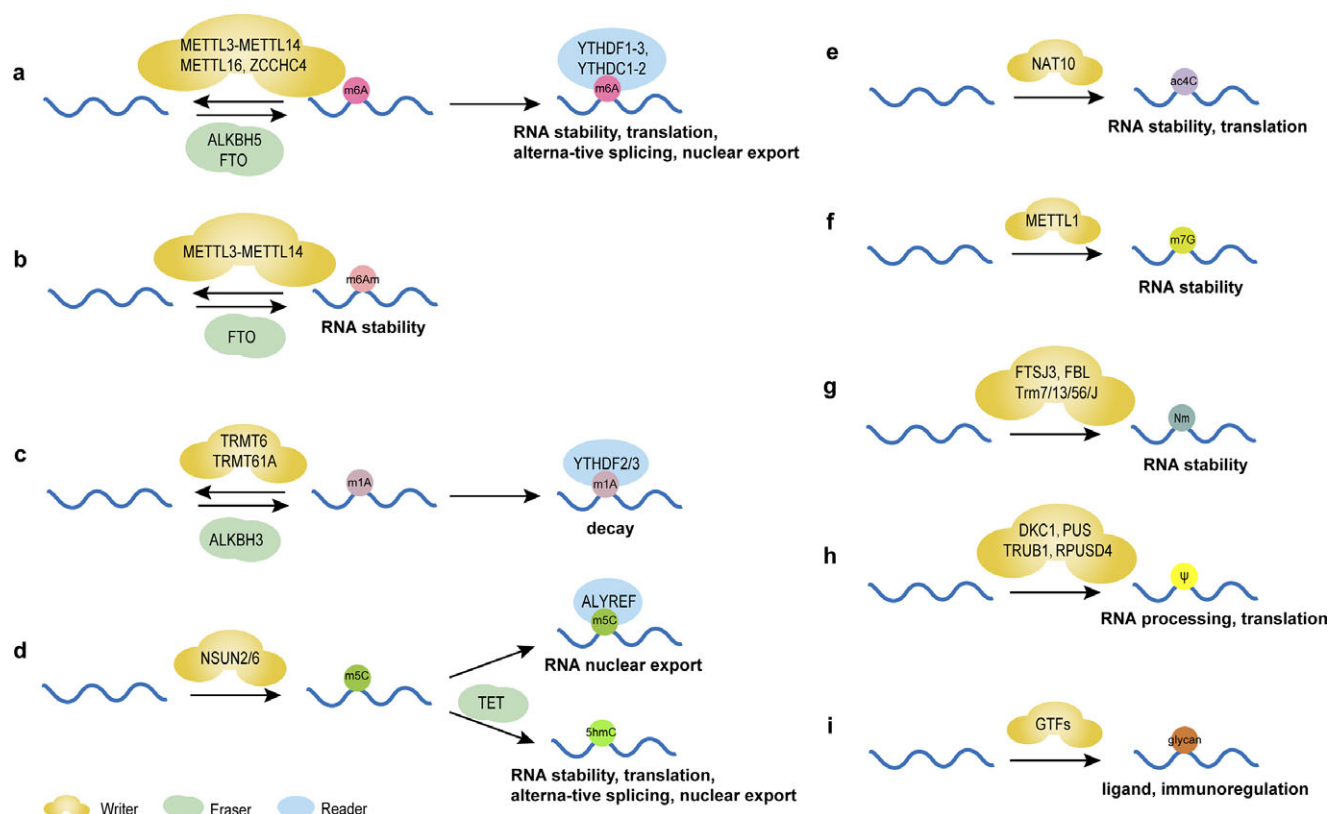 a
METTL3-METTL14
METTL16, ZCCHC4
m6A
ALKBH5
FTO
YTHDF1-3,
YTHDC1-2
m6A
RNA stability, translation,
alterna-tive splicing, nuclear export
b
METTL3-METTL14
m6Am
FTO
RNA stability
c
TRMT6
TRMT61A
m1A
ALKBH3
YTHDF2/3
m1A
decay
d
NSUN2/6
m5C
ALYREF
m5C
RNA nuclear export
TET
5hmC
RNA stability, translation,
alterna-tive splicing, nuclear export
Writer
Eraser
Reader
e
NAT10
ac4C
RNA stability, translation
f
METTL1
m7G
RNA stability
g
FTSJ3, FBL
Trm7/13/56/J
Nm
RNA stability
h
DKC1, PUS
TRUB1, RPUSD4
Ψ
RNA processing, translation
i
GTFs
glycan
ligand, immunoregulation